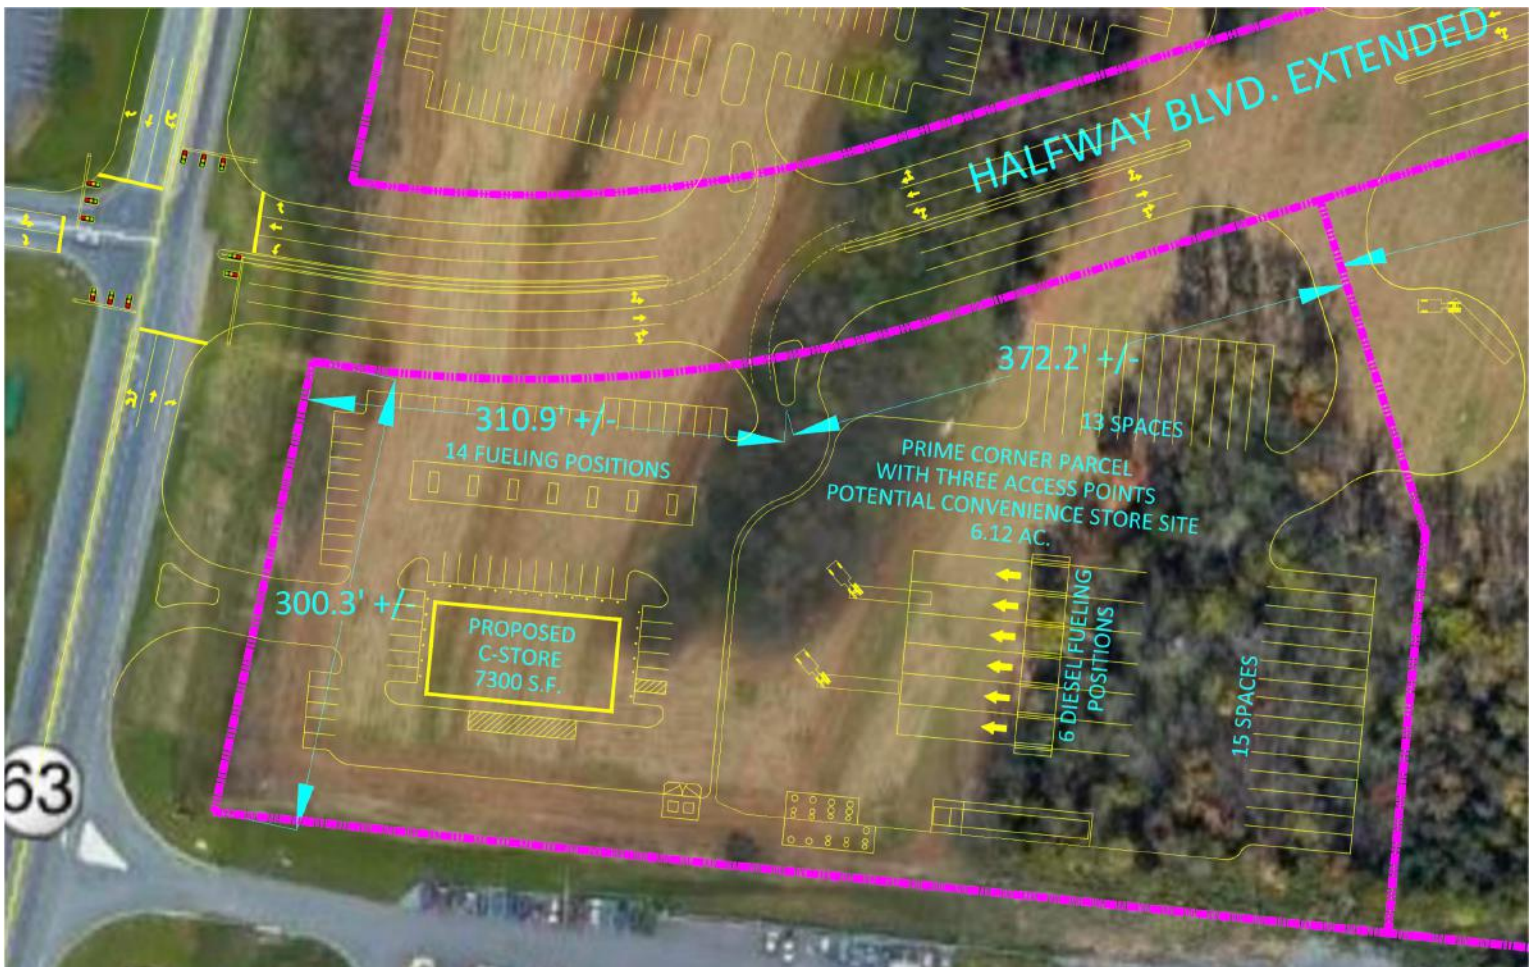 HALFWAY BLVD. EXTENDED
372.2' +/-
310.9' +/-
14 FUELING POSITIONS
13 SPACES
PRIME CORNER PARCEL
WITH THREE ACCESS POINTS
POTENTIAL CONVENIENCE STORE SITE
6.12 AC.
300.3' +/-
PROPOSED
C-STORE
7300 S.F.
6 DIESEL FUELING
POSITIONS
15 SPACES
63